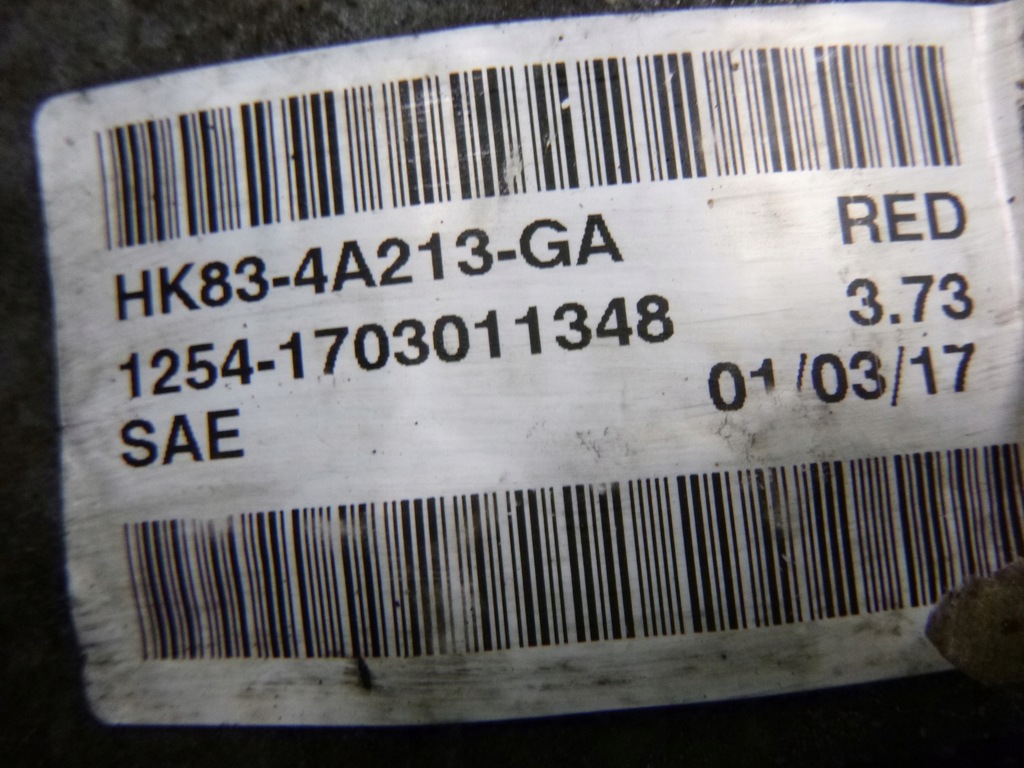 HK83-4A213-GA RED
1254-1703011348 3.73
SAE 01/03/17